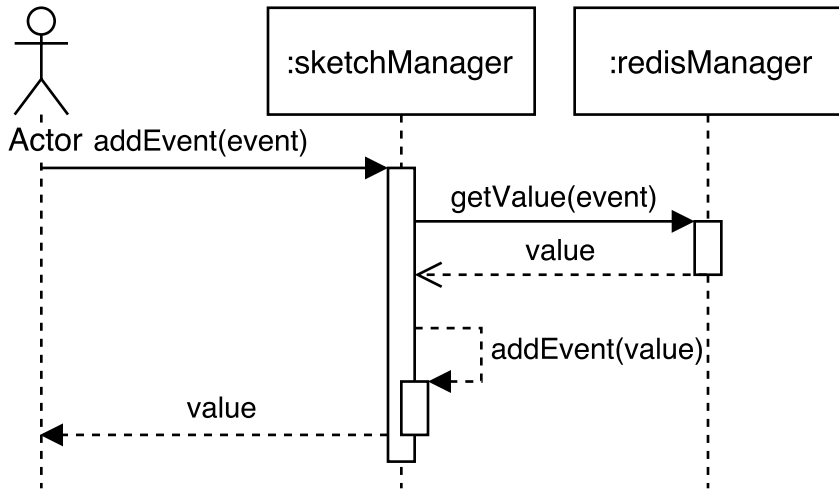 :sketchManager
:redisManager
Actor
addEvent(event)
getValue(event)
value
addEvent(value)
value